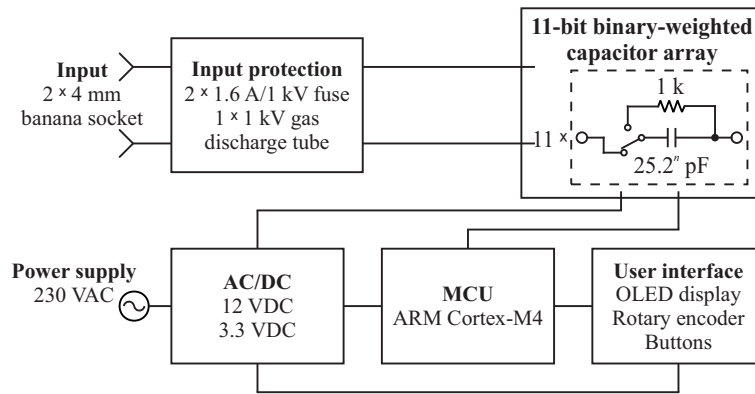 Input
2 × 4 mm
banana socket
Input protection
2 × 1.6 A/1 kV fuse
1 × 1 kV gas
discharge tube
11-bit binary-weighted
capacitor array
1 k
11 ×
25.2ⁿ pF
Power supply
230 VAC
AC/DC
12 VDC
3.3 VDC
MCU
ARM Cortex-M4
User interface
OLED display
Rotary encoder
Buttons